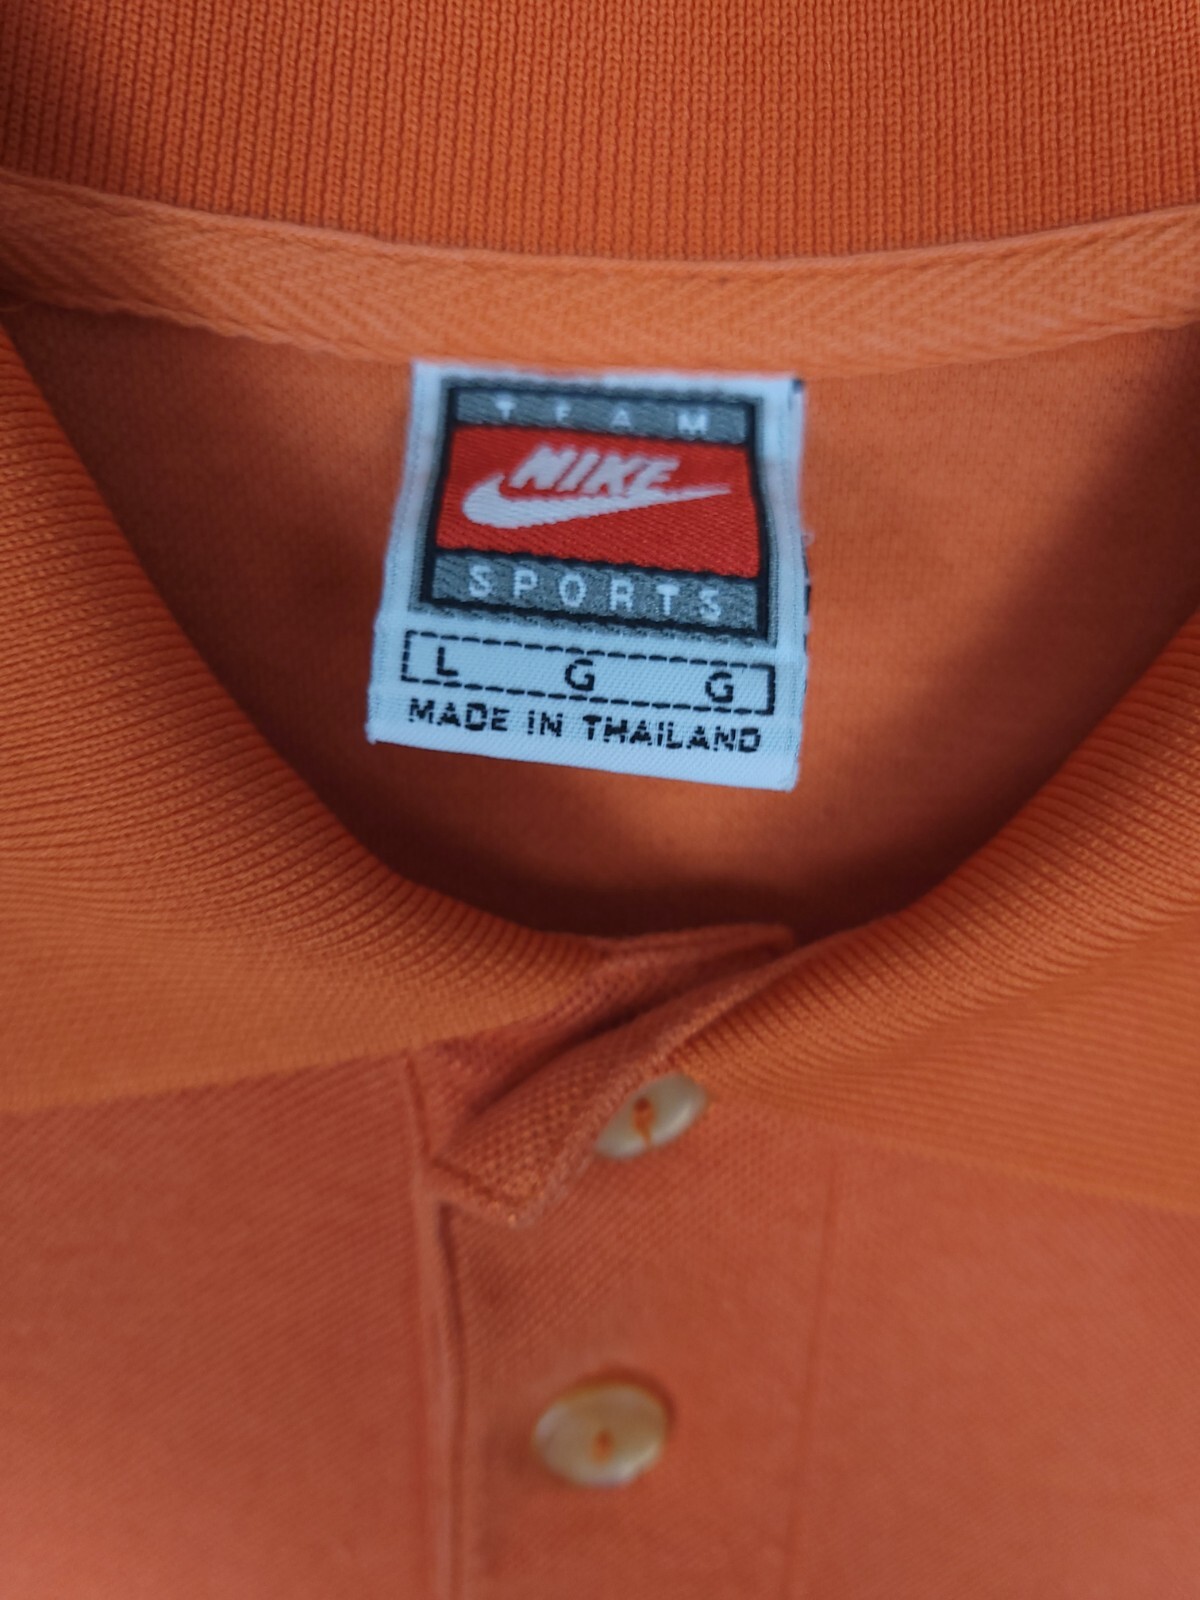 TEAM
NIKE
SPORTS
L G G
MADE IN THAILAND